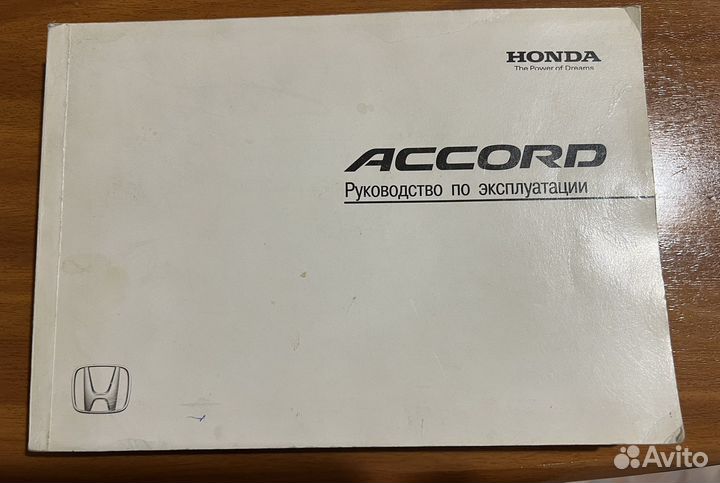 HONDA
The Power of Dreams
ACCORD
Руководство по эксплуатации
Avito